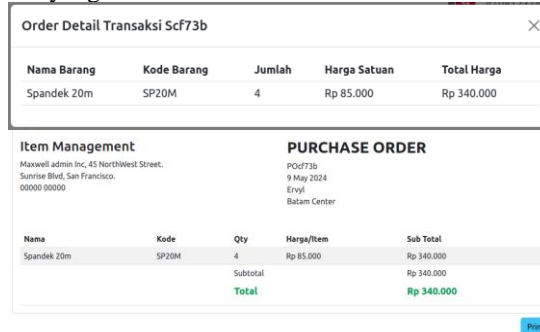 Order Detail Transaksi Scf73b
Nama Barang Kode Barang Jumlah Harga Satuan Total Harga
Spandek 20m SP20M 4 Rp 85.000 Rp 340.000
Item Management
Maxwell admin Inc, 45 NorthWest Street.
Sunrise Blvd, San Francisco.
00000 00000
PURCHASE ORDER
POcf73b
9 May 2024
Ervyl
Batam Center
Nama Kode Qty Harga/Item Sub Total
Spandek 20m SP20M 4 Rp 85.000 Rp 340.000
Subtotal Rp 340.000
Total Rp 340.000